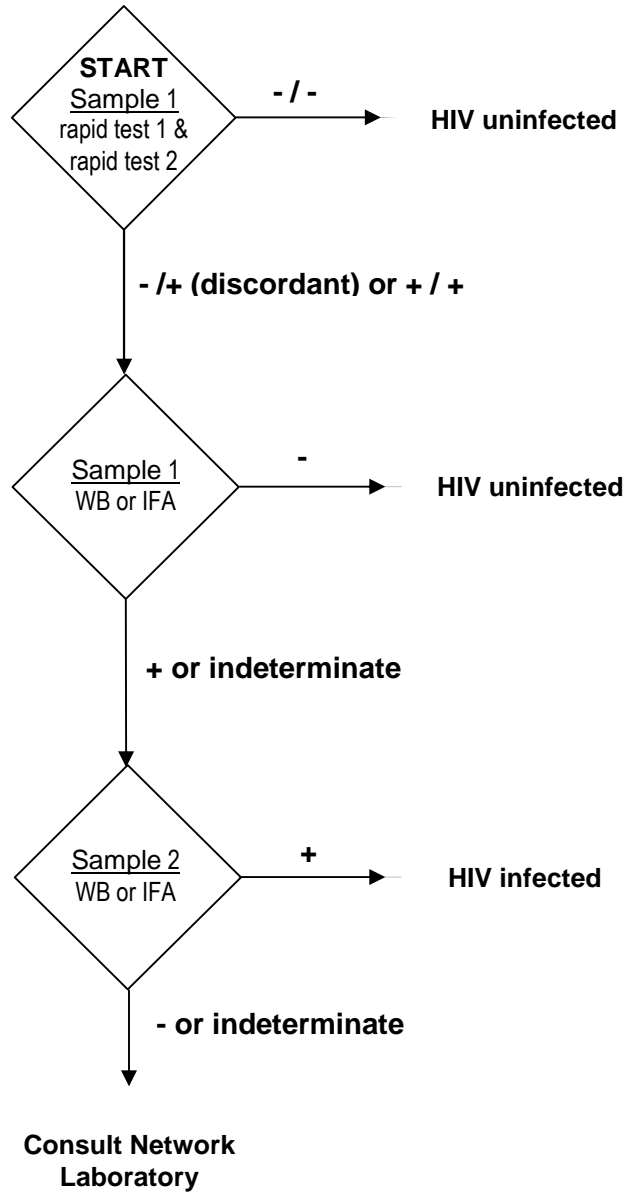 START
Sample 1
rapid test 1 &
rapid test 2
- / -
HIV uninfected
- /+ (discordant) or + / +
Sample 1
WB or IFA
-
HIV uninfected
+ or indeterminate
Sample 2
WB or IFA
+
HIV infected
- or indeterminate
Consult Network
Laboratory